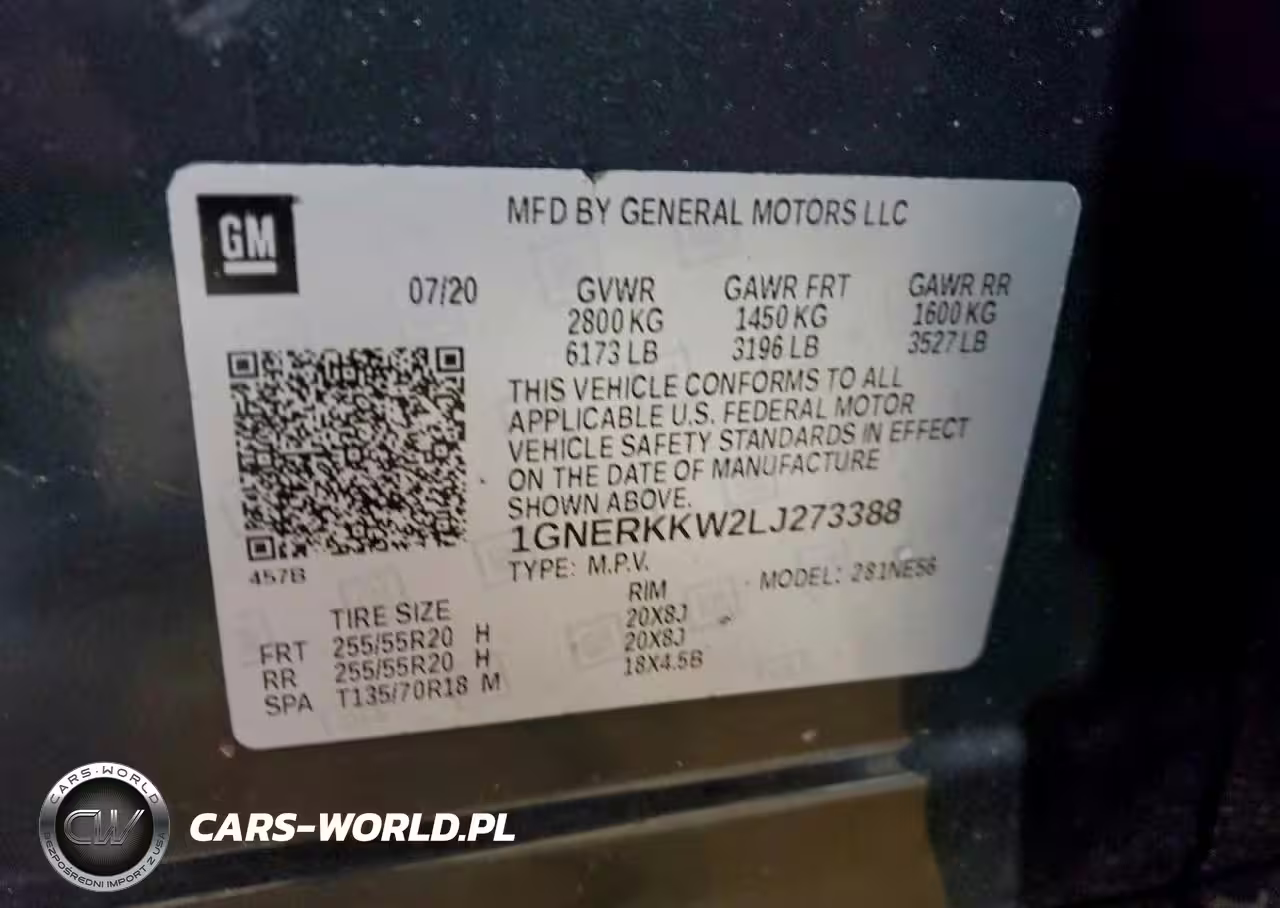 GM
MFD BY GENERAL MOTORS LLC
07/20
GVWR GAWR FRT GAWR RR
2800 KG 1450 KG 1600 KG
6173 LB 3196 LB 3527 LB
THIS VEHICLE CONFORMS TO ALL
APPLICABLE U.S. FEDERAL MOTOR
VEHICLE SAFETY STANDARDS IN EFFECT
ON THE DATE OF MANUFACTURE
SHOWN ABOVE.
1GNERKKW2LJ273388
457B
TYPE: M.P.V. MODEL: 281NE56
TIRE SIZE RIM
FRT 255/55R20 H 20X8J
RR 255/55R20 H 20X8J
SPA T135/70R18 M 18X4.5B
CARS-WORLD
CW
BEZPOŚREDNI IMPORT Z USA
CARS-WORLD.PL